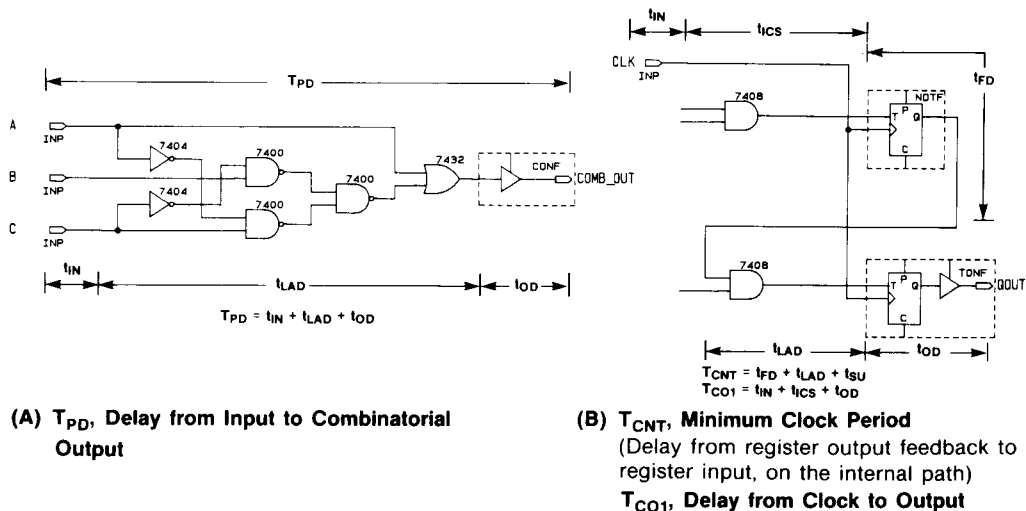 TPD
A
INP
7404
7400
7432
CONF
COMB_OUT
B
INP
7404
7400
7400
C
INP
tIN
tLAD
tOD
TPD = tIN + tLAD + tOD
(A) TPD, Delay from Input to Combinatorial
Output
tIN
tICS
CLK
INP
tFD
7408
NOTF
T P Q
C
7408
TONF
T P Q
QOUT
C
tLAD
tOD
TCNT = tFD + tLAD + tSU
TCO1 = tIN + tICS + tOD
(B) TCNT, Minimum Clock Period
(Delay from register output feedback to
register input, on the internal path)
TCO1, Delay from Clock to Output